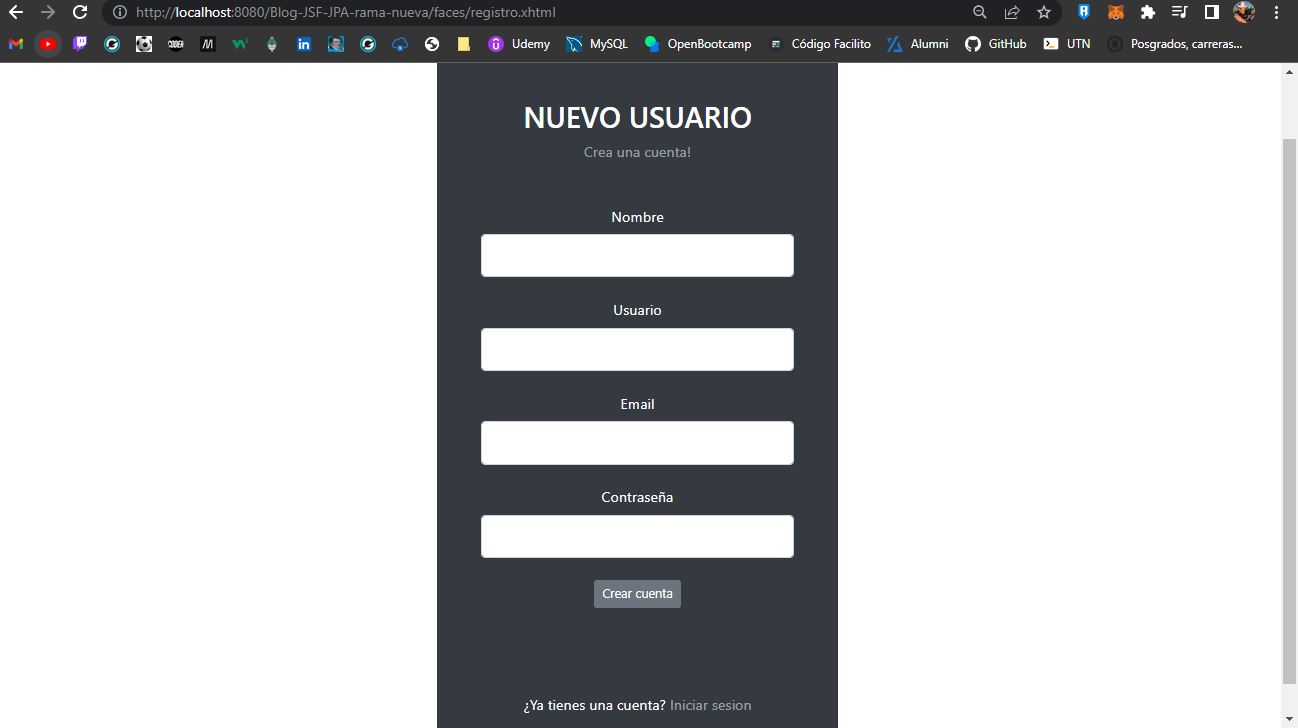 http://localhost:8080/Blog-JSF-JPA-rama-nueva/faces/registro.xhtml
Udemy MySQL OpenBootcamp Código Facilito Alumni GitHub UTN Posgrados, carreras...
NUEVO USUARIO
Crea una cuenta!
Nombre
Usuario
Email
Contraseña
Crear cuenta
¿Ya tienes una cuenta? Iniciar sesion